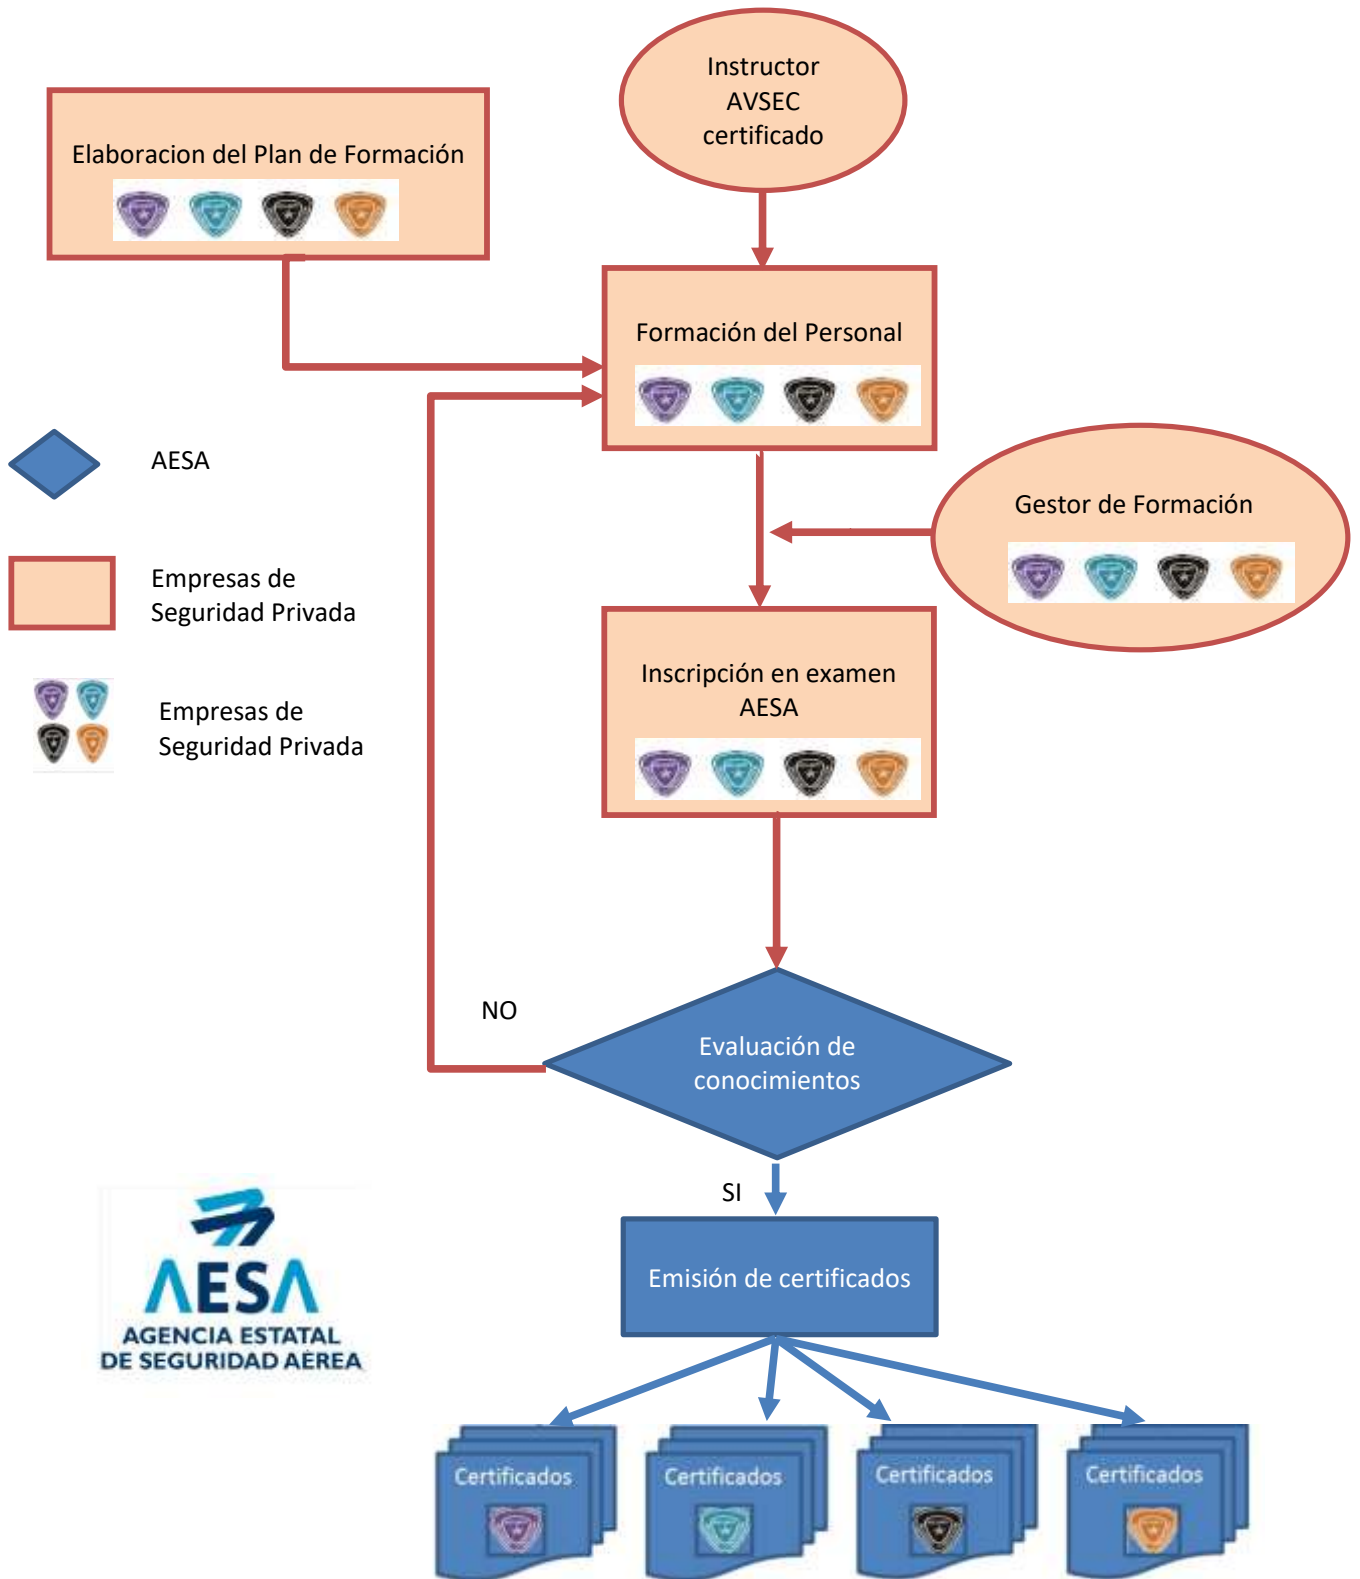 Instructor
AVSEC
certificado
Elaboracion del Plan de Formación
Formación del Personal
AESA
Gestor de Formación
Empresas de
Seguridad Privada
Inscripción en examen
AESA
Empresas de
Seguridad Privada
NO
Evaluación de
conocimientos
SI
AESA
AGENCIA ESTATAL
DE SEGURIDAD AÉREA
Emisión de certificados
Certificados
Certificados
Certificados
Certificados